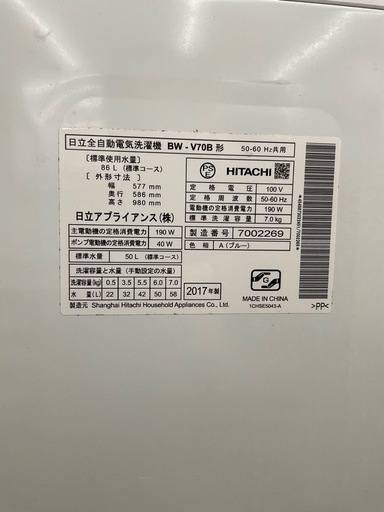 日立全自動電気洗濯機 BW-V70B 形 50-60 Hz共用
[標準使用水量]
86 L (標準コース)
[外形寸法]
幅 577 mm
奥行 586 mm
高さ 980 mm
日立アプライアンス(株)
主電動機の定格消費電力 190 W
ポンプ電動機の定格消費電力 40 W
標準水量 50 L (標準コース)
洗濯容量と水量 (手動設定の水量)
洗濯容量(kg) 0.5 3.5 5.5 6.0 7.0
水量(L) 22 32 42 50 58
製造元 Shanghai Hitachi Household Appliances Co., Ltd.
PS E
HITACHI
定格電圧 100 V
定格周波数 50-60 Hz
電動機の定格消費電力 190 W
標準洗濯容量 7.0 kg
製造番号 7002269
色相 A (ブルー)
2017年製
G
MADE IN CHINA
1CHSE5043-A
>PP<